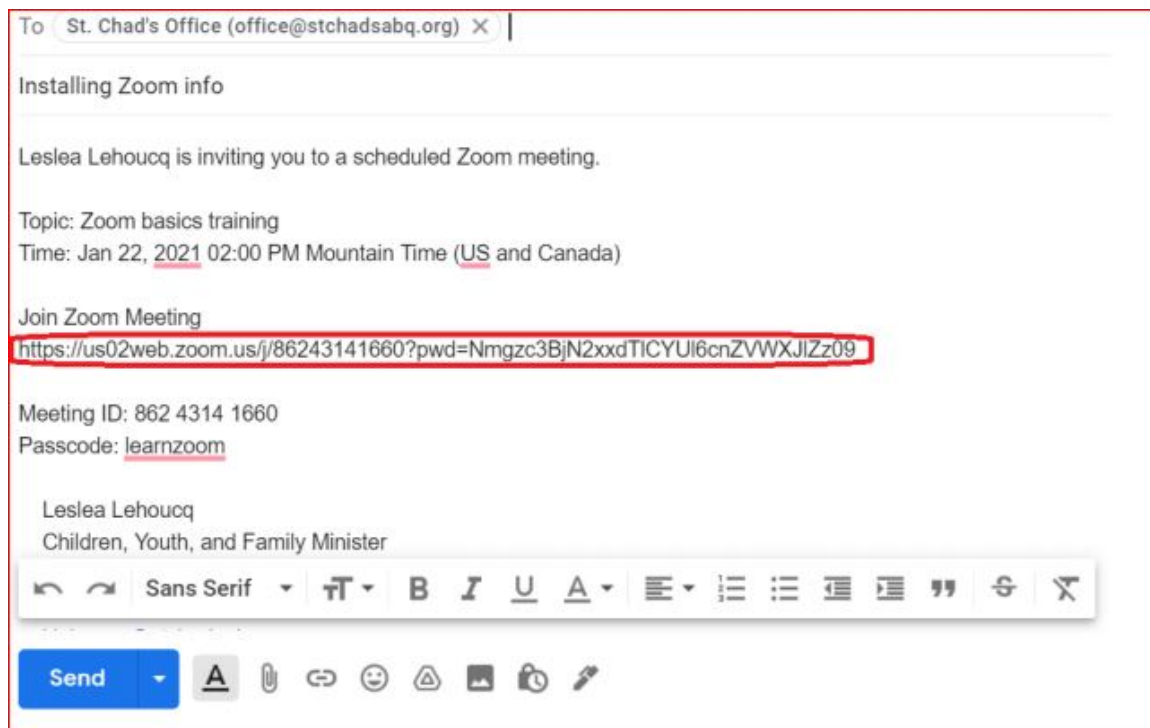 To St. Chad's Office (office@stchadsabq.org)
Installing Zoom info
Leslea Lehoucq is inviting you to a scheduled Zoom meeting.
Topic: Zoom basics training
Time: Jan 22, 2021 02:00 PM Mountain Time (US and Canada)
Join Zoom Meeting
https://us02web.zoom.us/j/86243141660?pwd=Nmgzc3BjN2xxdTlCYUl6cnZVWXJlZz09
Meeting ID: 862 4314 1660
Passcode: learnzoom
Leslea Lehoucq
Children, Youth, and Family Minister
Sans Serif
Send